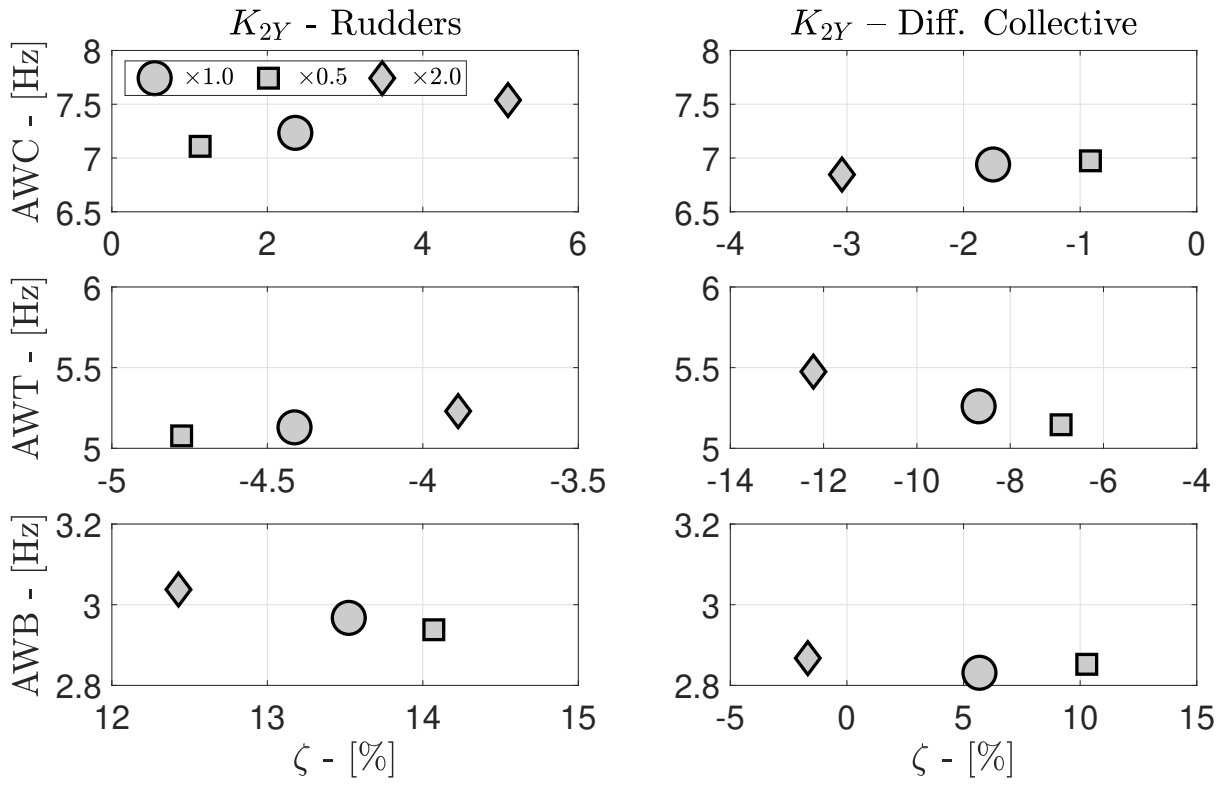 K2Y - Rudders
K2Y – Diff. Collective
AWC - [Hz]
8
7.5
7
6.5
×1.0 ×0.5 ×2.0
0 2 4 6
8
7.5
7
6.5
-4 -3 -2 -1 0
AWT - [Hz]
6
5.5
5
-5 -4.5 -4 -3.5
6
5.5
5
-14 -12 -10 -8 -6 -4
AWB - [Hz]
3.2
3
2.8
12 13 14 15
ζ - [%]
3.2
3
2.8
-5 0 5 10 15
ζ - [%]